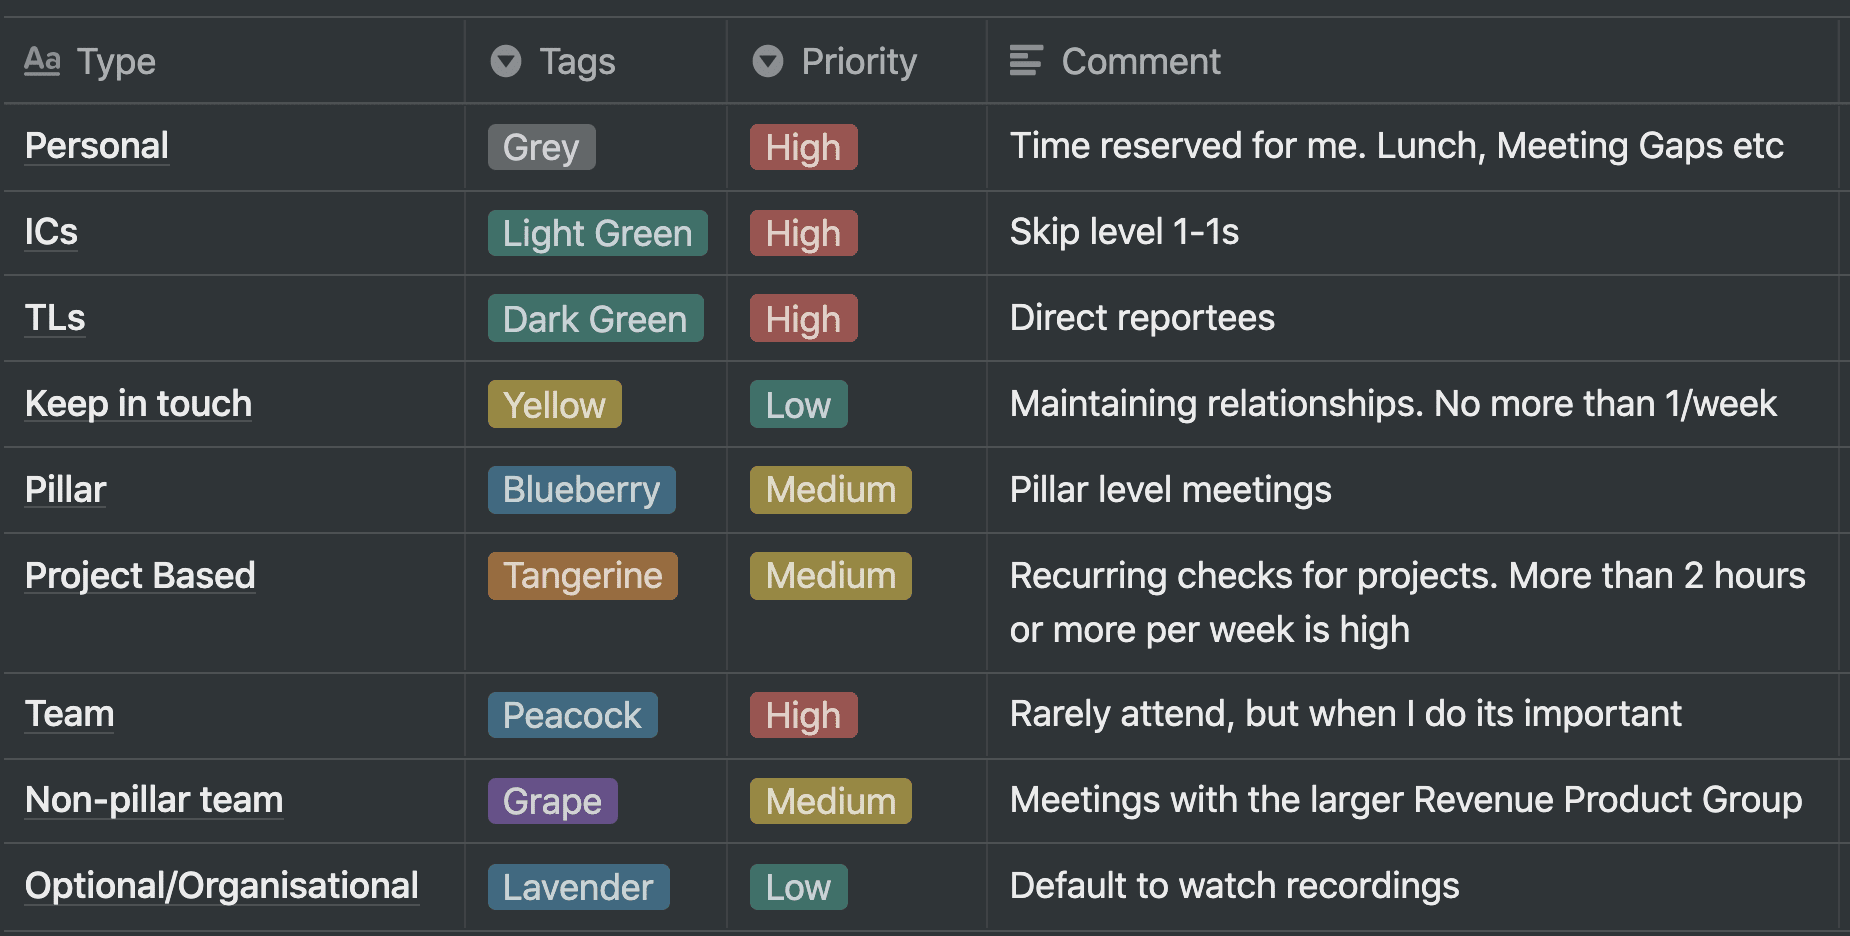 Aa Type Tags Priority Comment
Personal Grey High Time reserved for me. Lunch, Meeting Gaps etc
ICs Light Green High Skip level 1-1s
TLs Dark Green High Direct reportees
Keep in touch Yellow Low Maintaining relationships. No more than 1/week
Pillar Blueberry Medium Pillar level meetings
Project Based Tangerine Medium Recurring checks for projects. More than 2 hours
or more per week is high
Team Peacock High Rarely attend, but when I do its important
Non-pillar team Grape Medium Meetings with the larger Revenue Product Group
Optional/Organisational Lavender Low Default to watch recordings